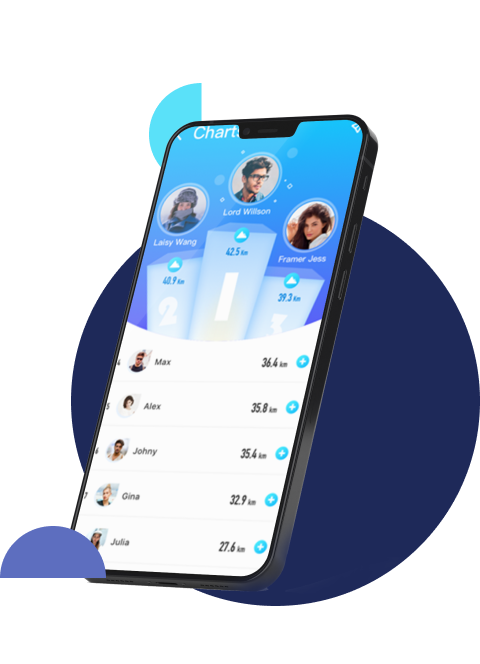 Charts
Lord Willson
Laisy Wang
Framer Jess
42.5 Km
40.9 Km
39.3 Km
1
2
3
4 Max 36.4 km
5 Alex 35.8 km
6 Johny 35.4 km
7 Gina 32.9 km
Julia 27.6 km